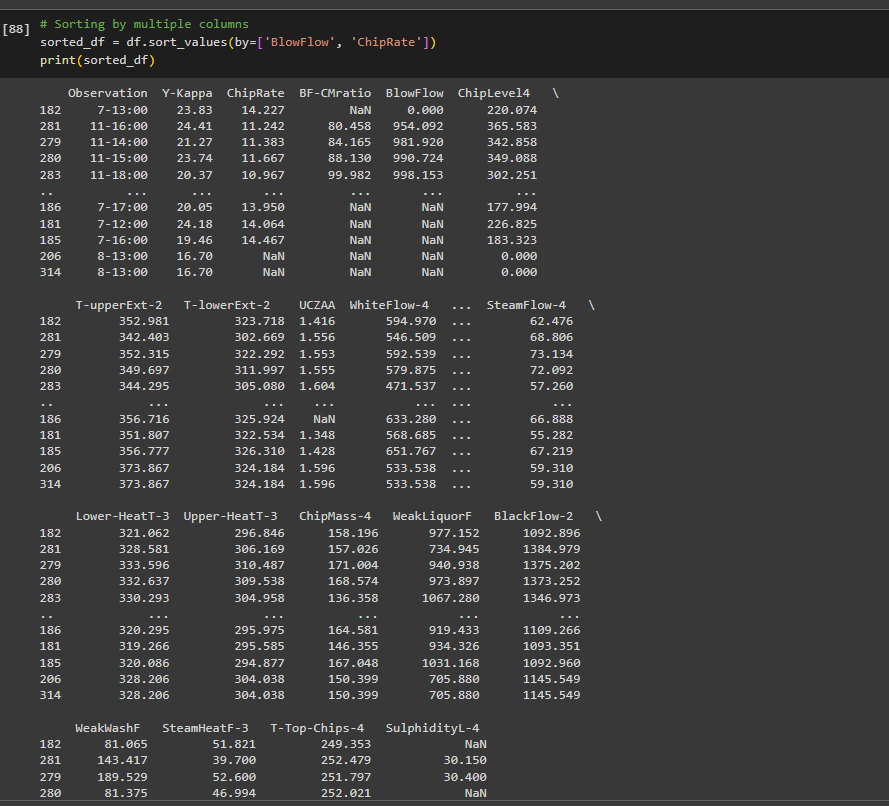 [88] # Sorting by multiple columns
sorted_df = df.sort_values(by=['BlowFlow', 'ChipRate'])
print(sorted_df)
Observation Y-Kappa ChipRate BF-CMratio BlowFlow ChipLevel4 \
182 7-13:00 23.83 14.227 NaN 0.000 220.074
281 11-16:00 24.41 11.242 80.458 954.092 365.583
279 11-14:00 21.27 11.383 84.165 981.920 342.858
280 11-15:00 23.74 11.667 88.130 990.724 349.088
283 11-18:00 20.37 10.967 99.982 998.153 302.251
.. ... ... ... ... ... ...
186 7-17:00 20.05 13.950 NaN NaN 177.994
181 7-12:00 24.18 14.064 NaN NaN 226.825
185 7-16:00 19.46 14.467 NaN NaN 183.323
206 8-13:00 16.70 NaN NaN NaN 0.000
314 8-13:00 16.70 NaN NaN NaN 0.000
T-upperExt-2 T-lowerExt-2 UCZAA WhiteFlow-4 ... SteamFlow-4 \
182 352.981 323.718 1.416 594.970 ... 62.476
281 342.403 302.669 1.556 546.509 ... 68.806
279 352.315 322.292 1.553 592.539 ... 73.134
280 349.697 311.997 1.555 579.875 ... 72.092
283 344.295 305.080 1.604 471.537 ... 57.260
.. ... ... ... ... ... ...
186 356.716 325.924 NaN 633.280 ... 66.888
181 351.807 322.534 1.348 568.685 ... 55.282
185 356.777 326.310 1.428 651.767 ... 67.219
206 373.867 324.184 1.596 533.538 ... 59.310
314 373.867 324.184 1.596 533.538 ... 59.310
Lower-HeatT-3 Upper-HeatT-3 ChipMass-4 WeakLiquorF BlackFlow-2 \
182 321.062 296.846 158.196 977.152 1092.896
281 328.581 306.169 157.026 734.945 1384.979
279 333.596 310.487 171.004 940.938 1375.202
280 332.637 309.538 168.574 973.897 1373.252
283 330.293 304.958 136.358 1067.280 1346.973
.. ... ... ... ... ...
186 320.295 295.975 164.581 919.433 1109.266
181 319.266 295.585 146.355 934.326 1093.351
185 320.086 294.877 167.048 1031.168 1092.960
206 328.206 304.038 150.399 705.880 1145.549
314 328.206 304.038 150.399 705.880 1145.549
WeakWashF SteamHeatF-3 T-Top-Chips-4 SulphidityL-4
182 81.065 51.821 249.353 NaN
281 143.417 39.700 252.479 30.150
279 189.529 52.600 251.797 30.400
280 81.375 46.994 252.021 NaN